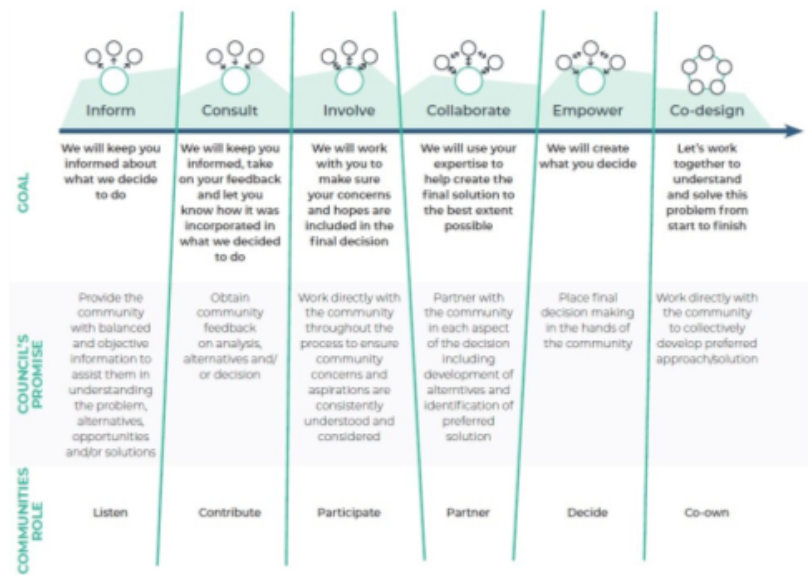 Inform
Consult
Involve
Collaborate
Empower
Co-design
GOAL
We will keep you
informed about
what we decide
to do
We will keep you
informed, take
on your feedback
and let you
know how it was
incorporated in
what we decided
to do
We will work
with you to
make sure
your concerns
and hopes are
included in the
final decision
We will use your
expertise to
help create the
final solution to
the best extent
possible
We will create
what you decide
Let's work
together to
understand
and solve this
problem from
start to finish
COUNCIL'S
PROMISE
Provide the
community
with balanced
and objective
information to
assist them in
understanding
the problem,
alternatives,
opportunities
and/or solutions
Obtain
community
feedback
on analysis,
alternatives and/
or decision
Work directly with
the community
throughout the
process to ensure
community
concerns and
aspirations are
consistently
understood and
considered
Partner with
the community
in each aspect
of the decision
including
development of
alterntives and
identification of
preferred
solution
Place final
decision making
in the hands of
the community
Work directly with
the community
to collectively
develop preferred
approach/solution
COMMUNITIES
ROLE
Listen
Contribute
Participate
Partner
Decide
Co-own